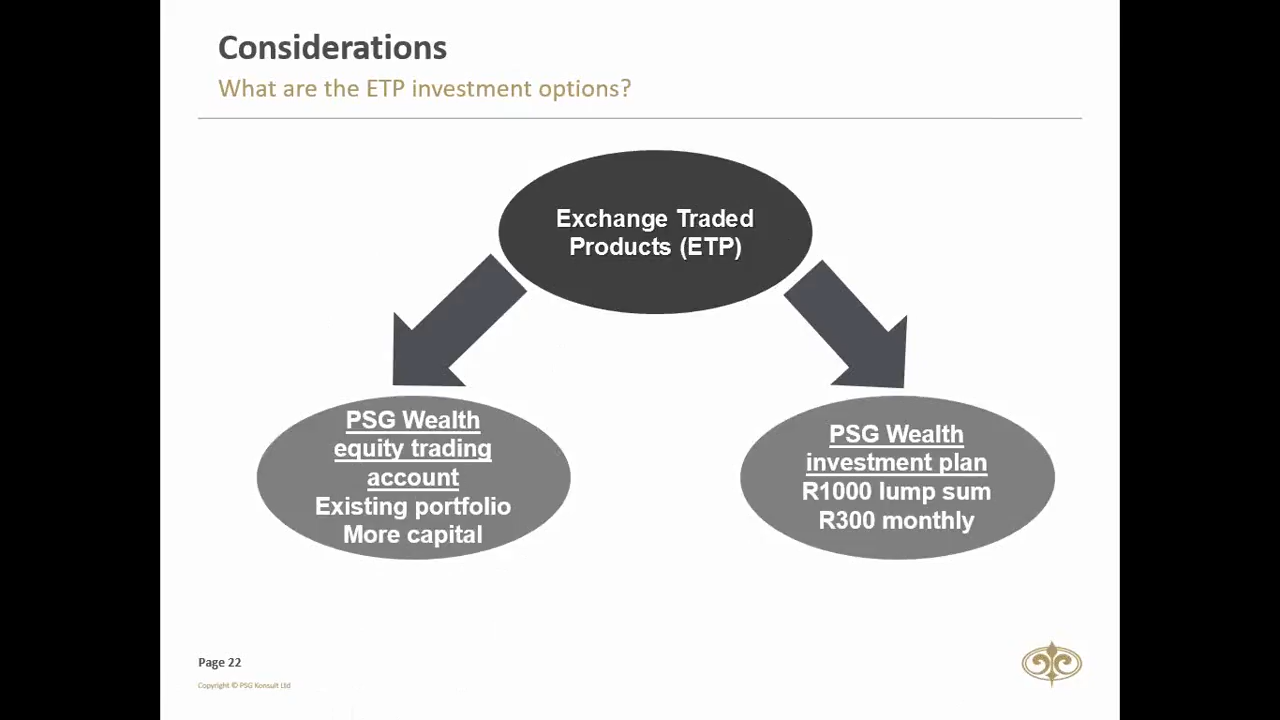 Considerations
What are the ETP investment options?
Exchange Traded
Products (ETP)
PSG Wealth
equity trading
account
Existing portfolio
More capital
PSG Wealth
investment plan
R1000 lump sum
R300 monthly
Page 22
Copyright © PSG Konsult Ltd